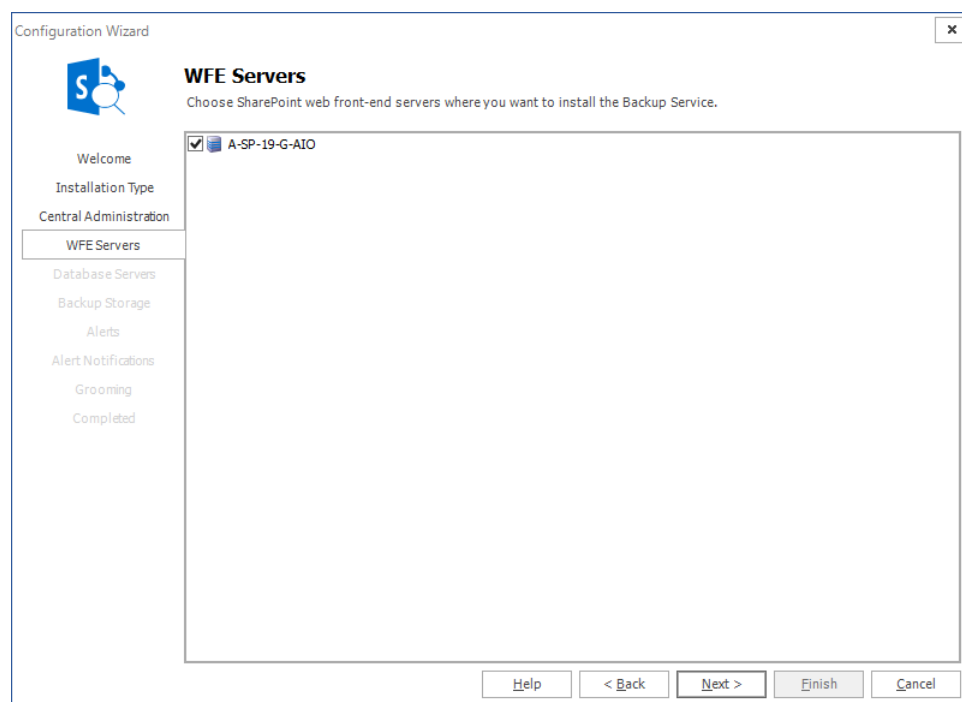 Configuration Wizard
S
WFE Servers
Choose SharePoint web front-end servers where you want to install the Backup Service.
A-SP-19-G-AIO
Welcome
Installation Type
Central Administration
WFE Servers
Database Servers
Backup Storage
Alerts
Alert Notifications
Grooming
Completed
Help
< Back
Next >
Finish
Cancel